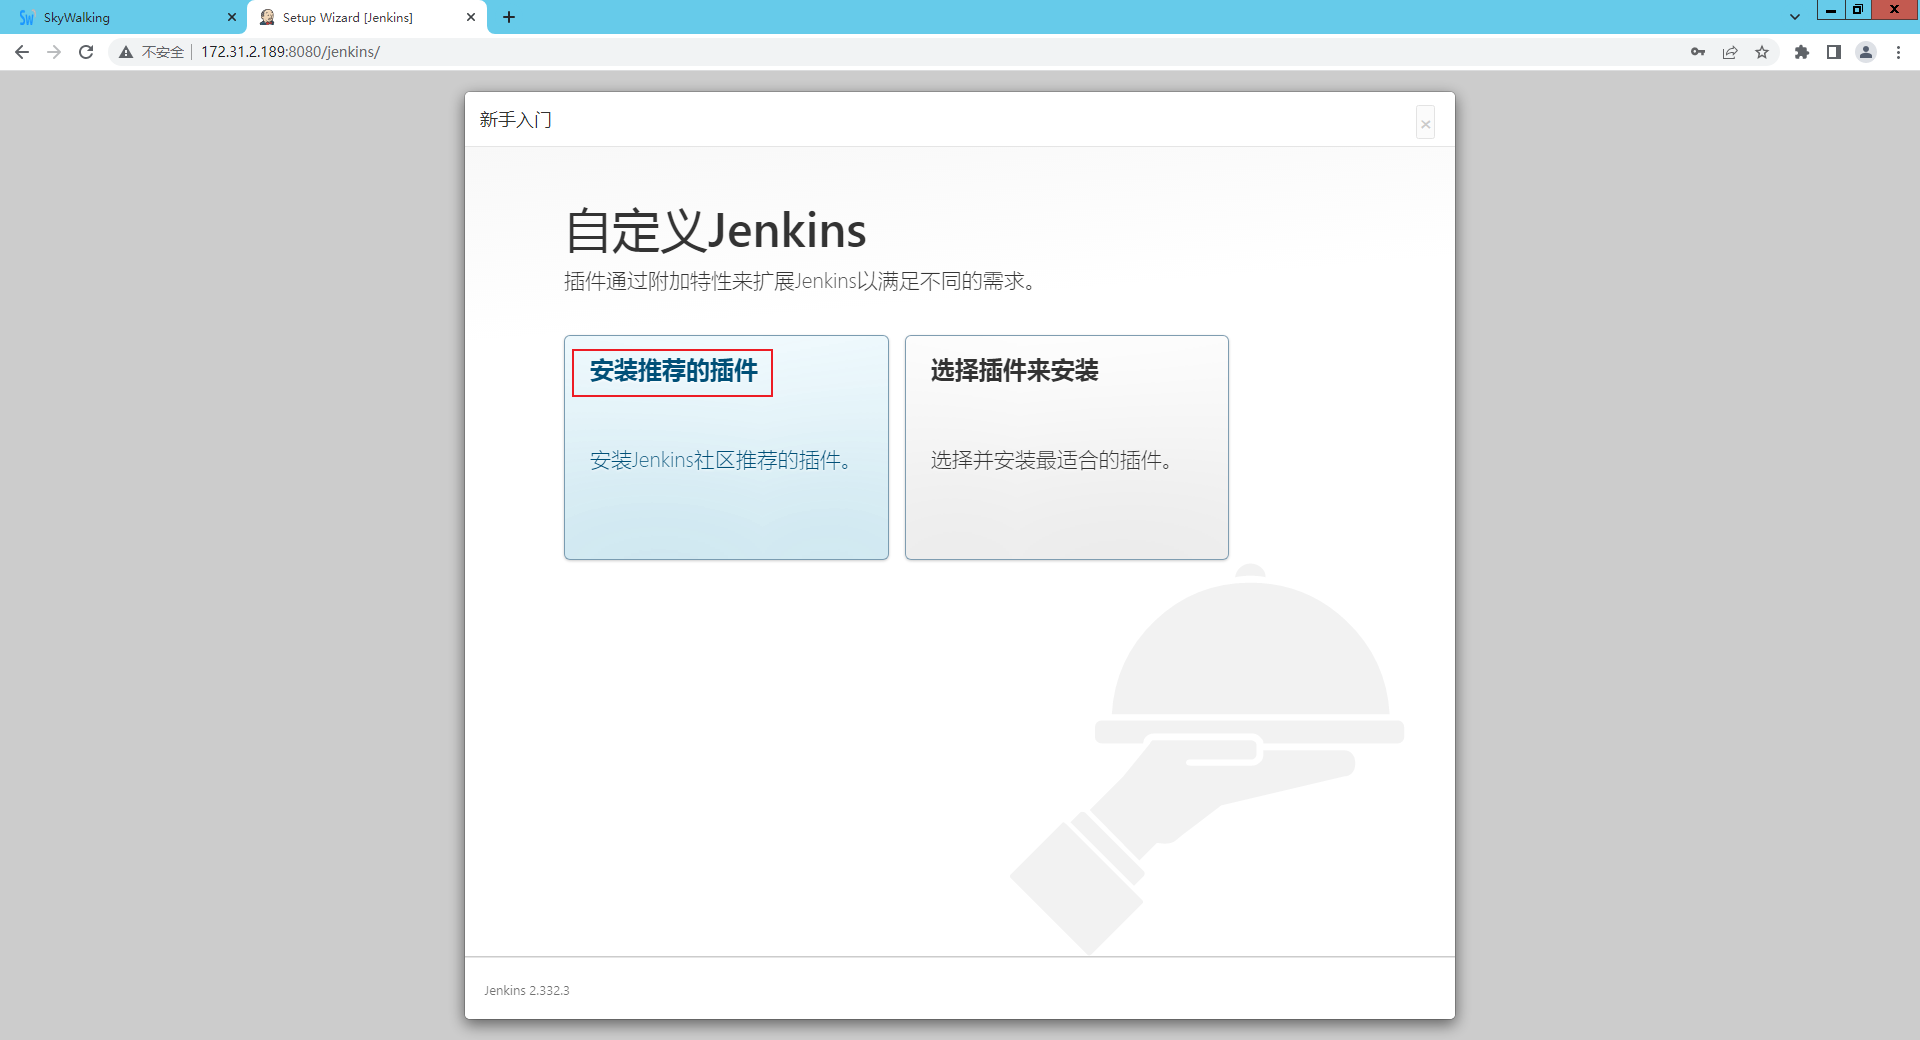 SkyWalking
Setup Wizard [Jenkins]
不安全
172.31.2.189:8080/jenkins/
新手入门
自定义Jenkins
插件通过附加特性来扩展Jenkins以满足不同的需求。
安装推荐的插件
安装Jenkins社区推荐的插件。
选择插件来安装
选择并安装最适合的插件。
Jenkins 2.332.3